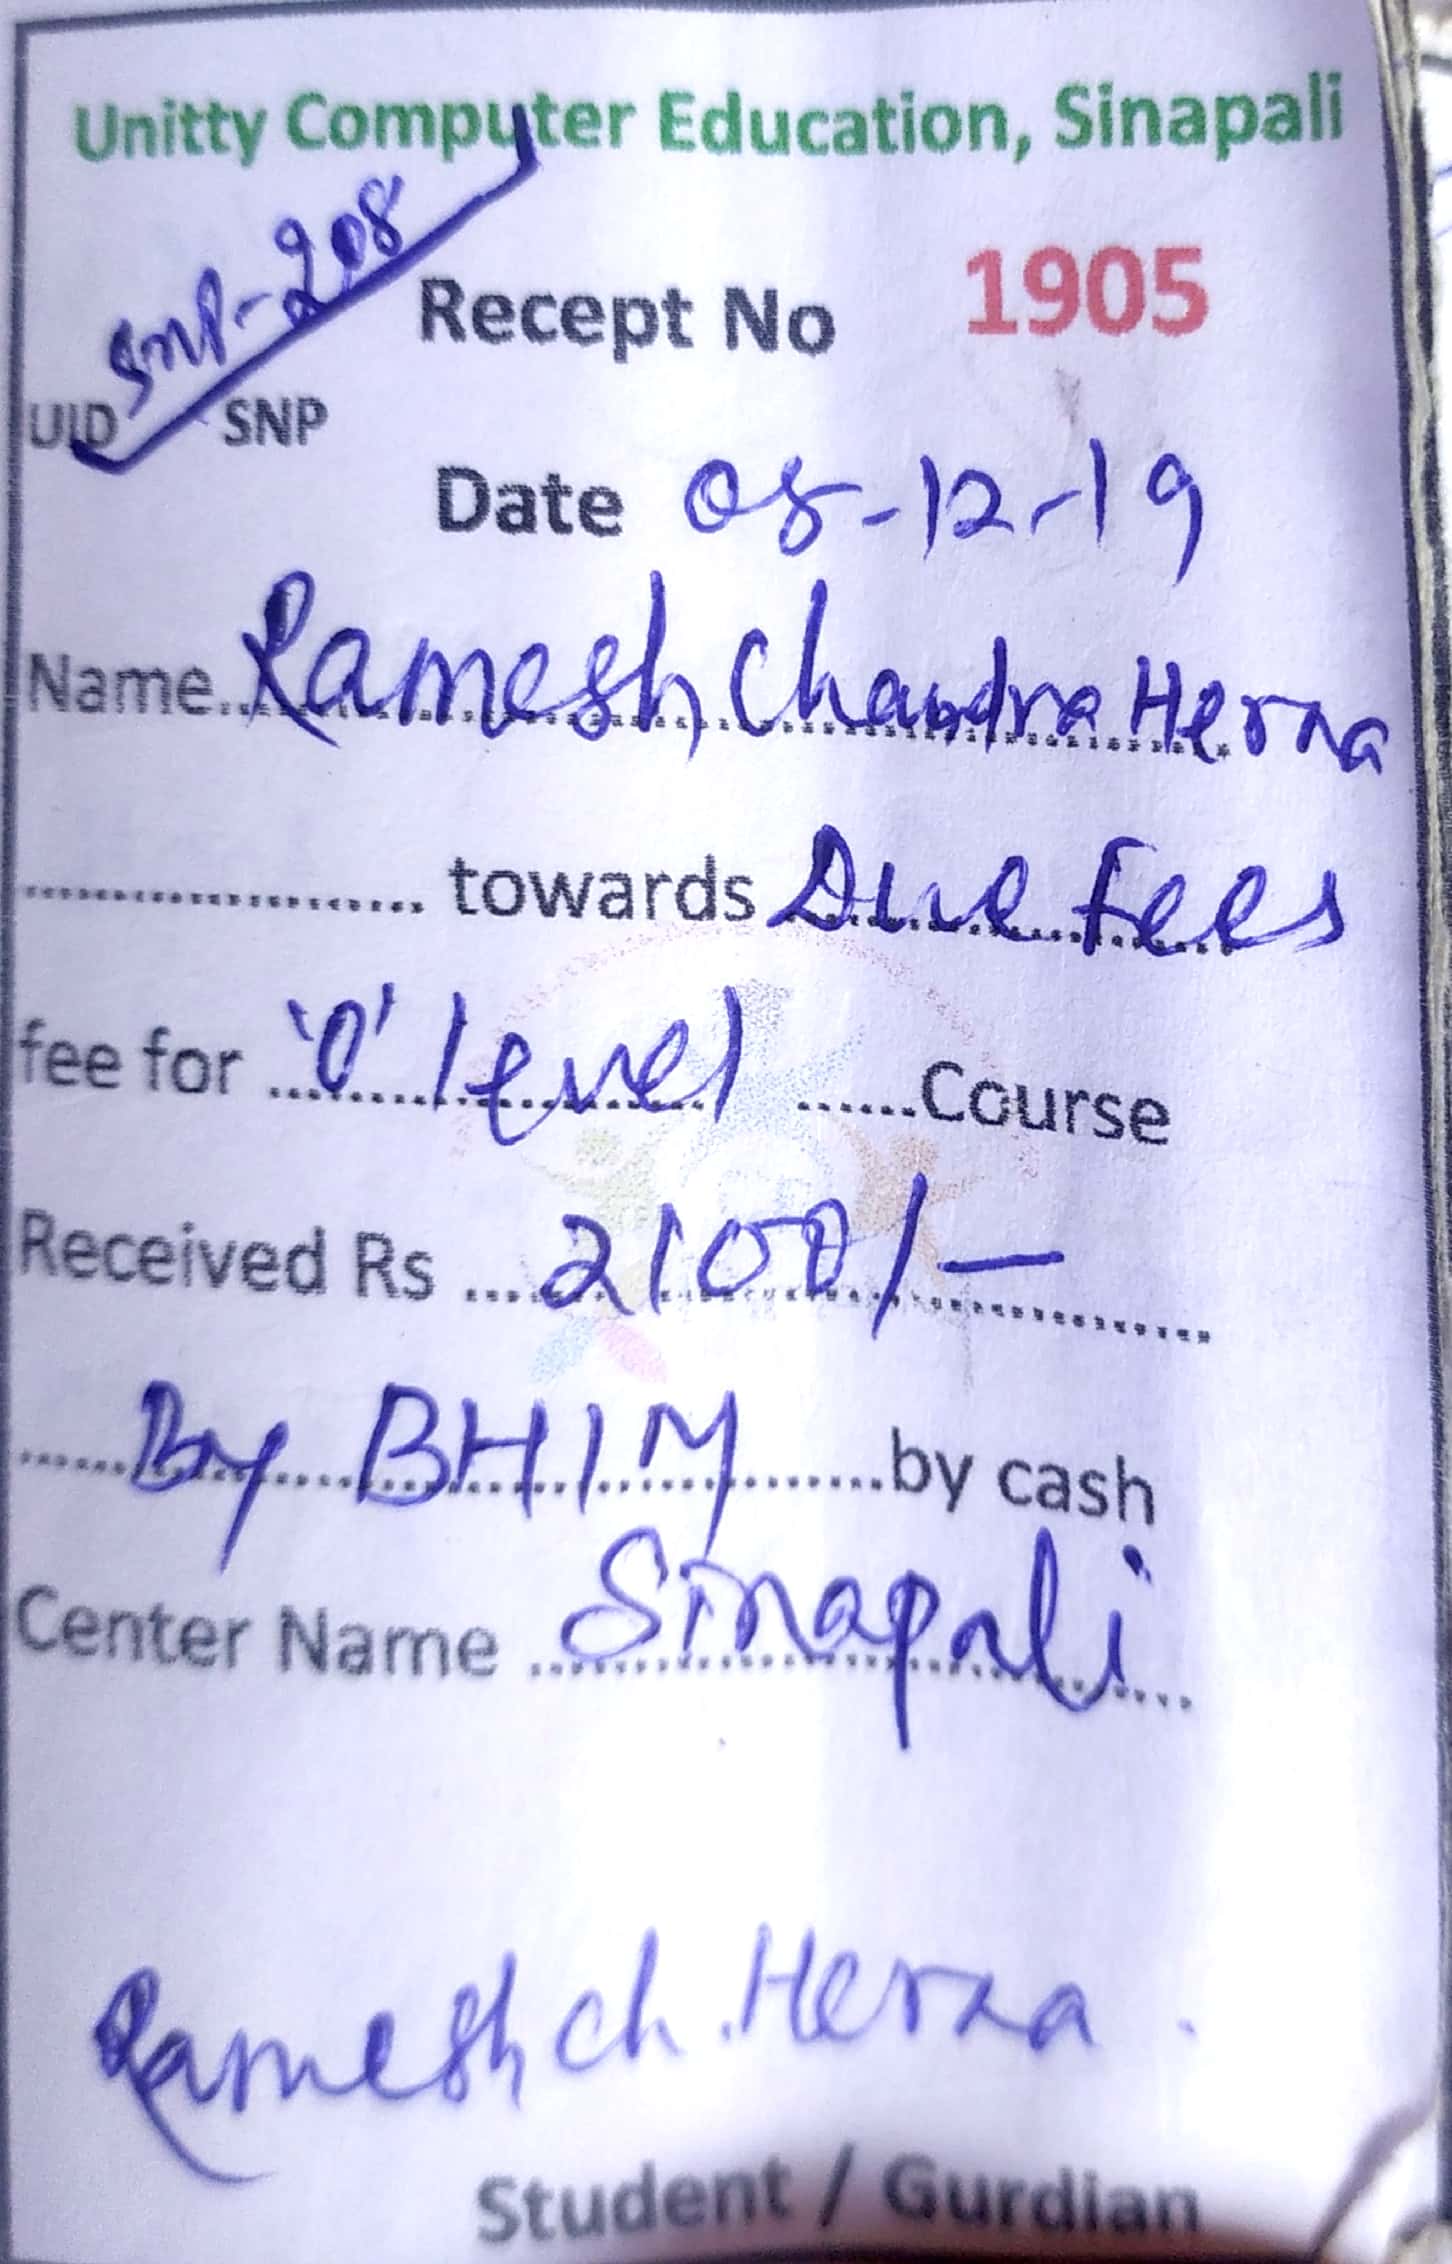 Unitty Computer Education, Sinapali
SNP-208
Recept No 1905
UID SNP
Date 08-12-19
Name Ramesh Chandra Herna
towards Due Fees
fee for 'O' level Course
Received Rs 2100/-
By BHIM by cash
Center Name Sinapali
Ramesh ch. Herna.
Student / Gurdian